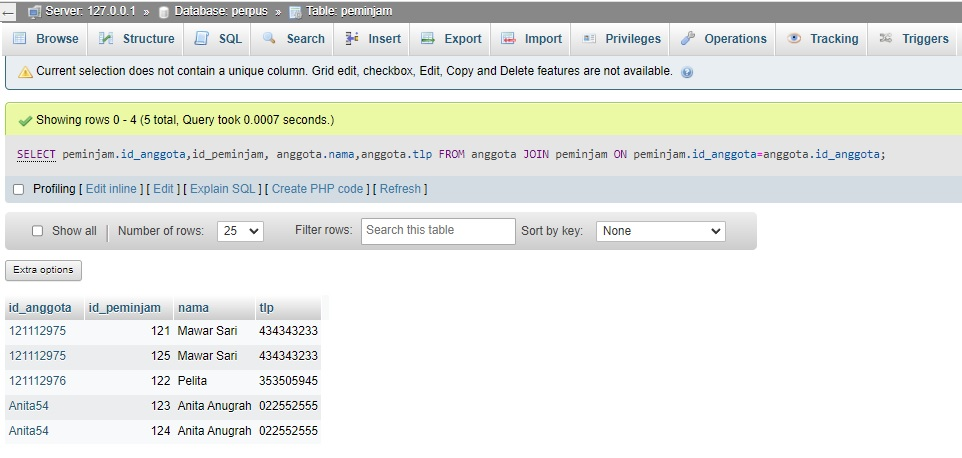 Server: 127.0.0.1 » Database: perpus » Table: peminjam
Browse Structure SQL Search Insert Export Import Privileges Operations Tracking Triggers
Current selection does not contain a unique column. Grid edit, checkbox, Edit, Copy and Delete features are not available.
Showing rows 0 - 4 (5 total, Query took 0.0007 seconds.)
SELECT peminjam.id_anggota,id_peminjam, anggota.nama,anggota.tlp FROM anggota JOIN peminjam ON peminjam.id_anggota=anggota.id_anggota;
Profiling [ Edit inline ] [ Edit ] [ Explain SQL ] [ Create PHP code ] [ Refresh ]
Show all Number of rows: 25 Filter rows: Search this table Sort by key: None
Extra options
id_anggota id_peminjam nama tlp
121112975 121 Mawar Sari 434343233
121112975 125 Mawar Sari 434343233
121112976 122 Pelita 353505945
Anita54 123 Anita Anugrah 022552555
Anita54 124 Anita Anugrah 022552555